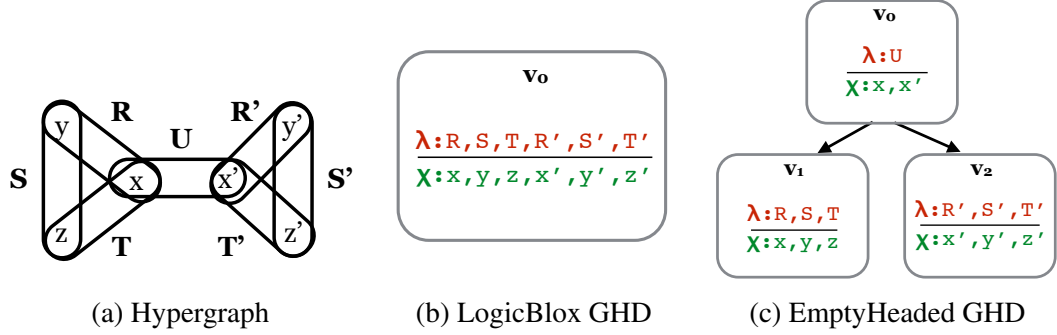 R
R'
U
S
S'
T
T'
y
x
z
x'
y'
z'
(a) Hypergraph
v₀
λ:R,S,T,R',S',T'
χ:x,y,z,x',y',z'
(b) LogicBlox GHD
v₀
λ:U
χ:x,x'
v₁
λ:R,S,T
χ:x,y,z
v₂
λ:R',S',T'
χ:x',y',z'
(c) EmptyHeaded GHD